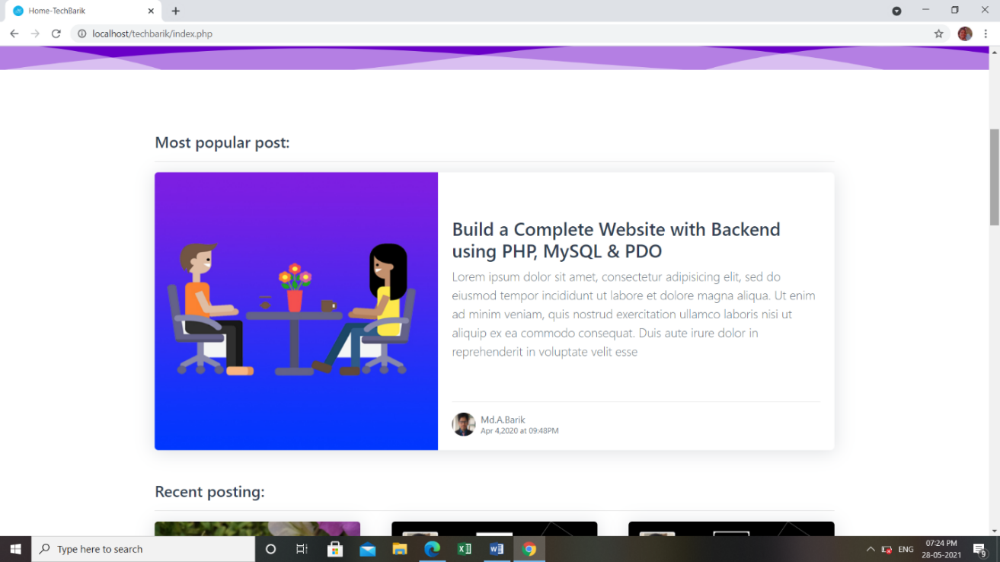 Home-TechBarik
localhost/techbarik/index.php
Most popular post:
Build a Complete Website with Backend
using PHP, MySQL & PDO
Lorem ipsum dolor sit amet, consectetur adipisicing elit, sed do
eiusmod tempor incididunt ut labore et dolore magna aliqua. Ut enim
ad minim veniam, quis nostrud exercitation ullamco laboris nisi ut
aliquip ex ea commodo consequat. Duis aute irure dolor in
reprehenderit in voluptate velit esse
Md.A.Barik
Apr 4,2020 at 09:48PM
Recent posting:
Type here to search
ENG
07:24 PM
28-05-2021
9